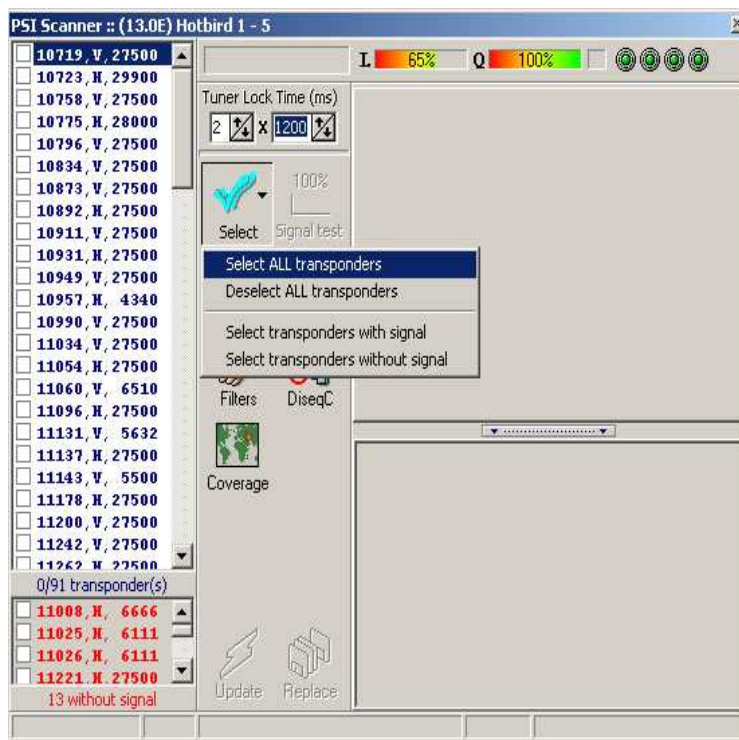 PSI Scanner :: (13.0E) Hotbird 1 - 5
10719,V,27500
10723,H,29900
10758,V,27500
10775,H,28000
10796,V,27500
10834,V,27500
10873,V,27500
10892,H,27500
10911,V,27500
10931,H,27500
10949,V,27500
10957,H, 4340
10990,V,27500
11034,V,27500
11054,H,27500
11060,V, 6510
11096,H,27500
11131,V, 5632
11137,H,27500
11143,V, 5500
11178,H,27500
11200,V,27500
11242,V,27500
11262,H,27500
0/91 transponder(s)
11008,H, 6666
11025,H, 6111
11026,H, 6111
11221,H,27500
13 without signal
L 65% Q 100%
Tuner Lock Time (ms)
2 X 1200
100%
Select Signal test
Select ALL transponders
Deselect ALL transponders
Select transponders with signal
Select transponders without signal
Filters DiseqC
Coverage
Update Replace